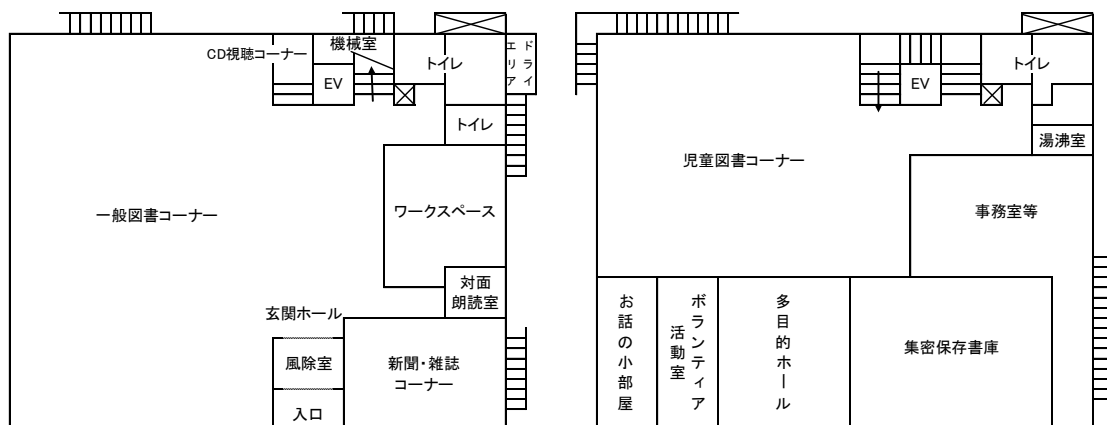 CD視聴コーナー
機械室
EV
トイレ
ドライ
エリア
トイレ
一般図書コーナー
ワークスペース
対面
朗読室
玄関ホール
風除室
新聞・雑誌
コーナー
入口
EV
トイレ
湯沸室
児童図書コーナー
事務室等
お話の小部屋
ボランティア
活動室
多目的ホール
集密保存書庫